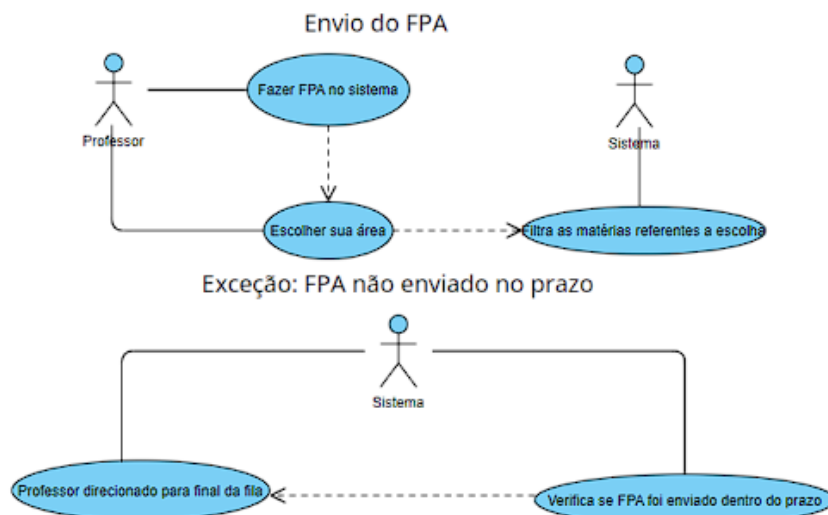 Envio do FPA
Fazer FPA no sistema
Professor
Sistema
Escolher sua área
Filtra as matérias referentes a escolha
Exceção: FPA não enviado no prazo
Sistema
Professor direcionado para final da fila
Verifica se FPA foi enviado dentro do prazo